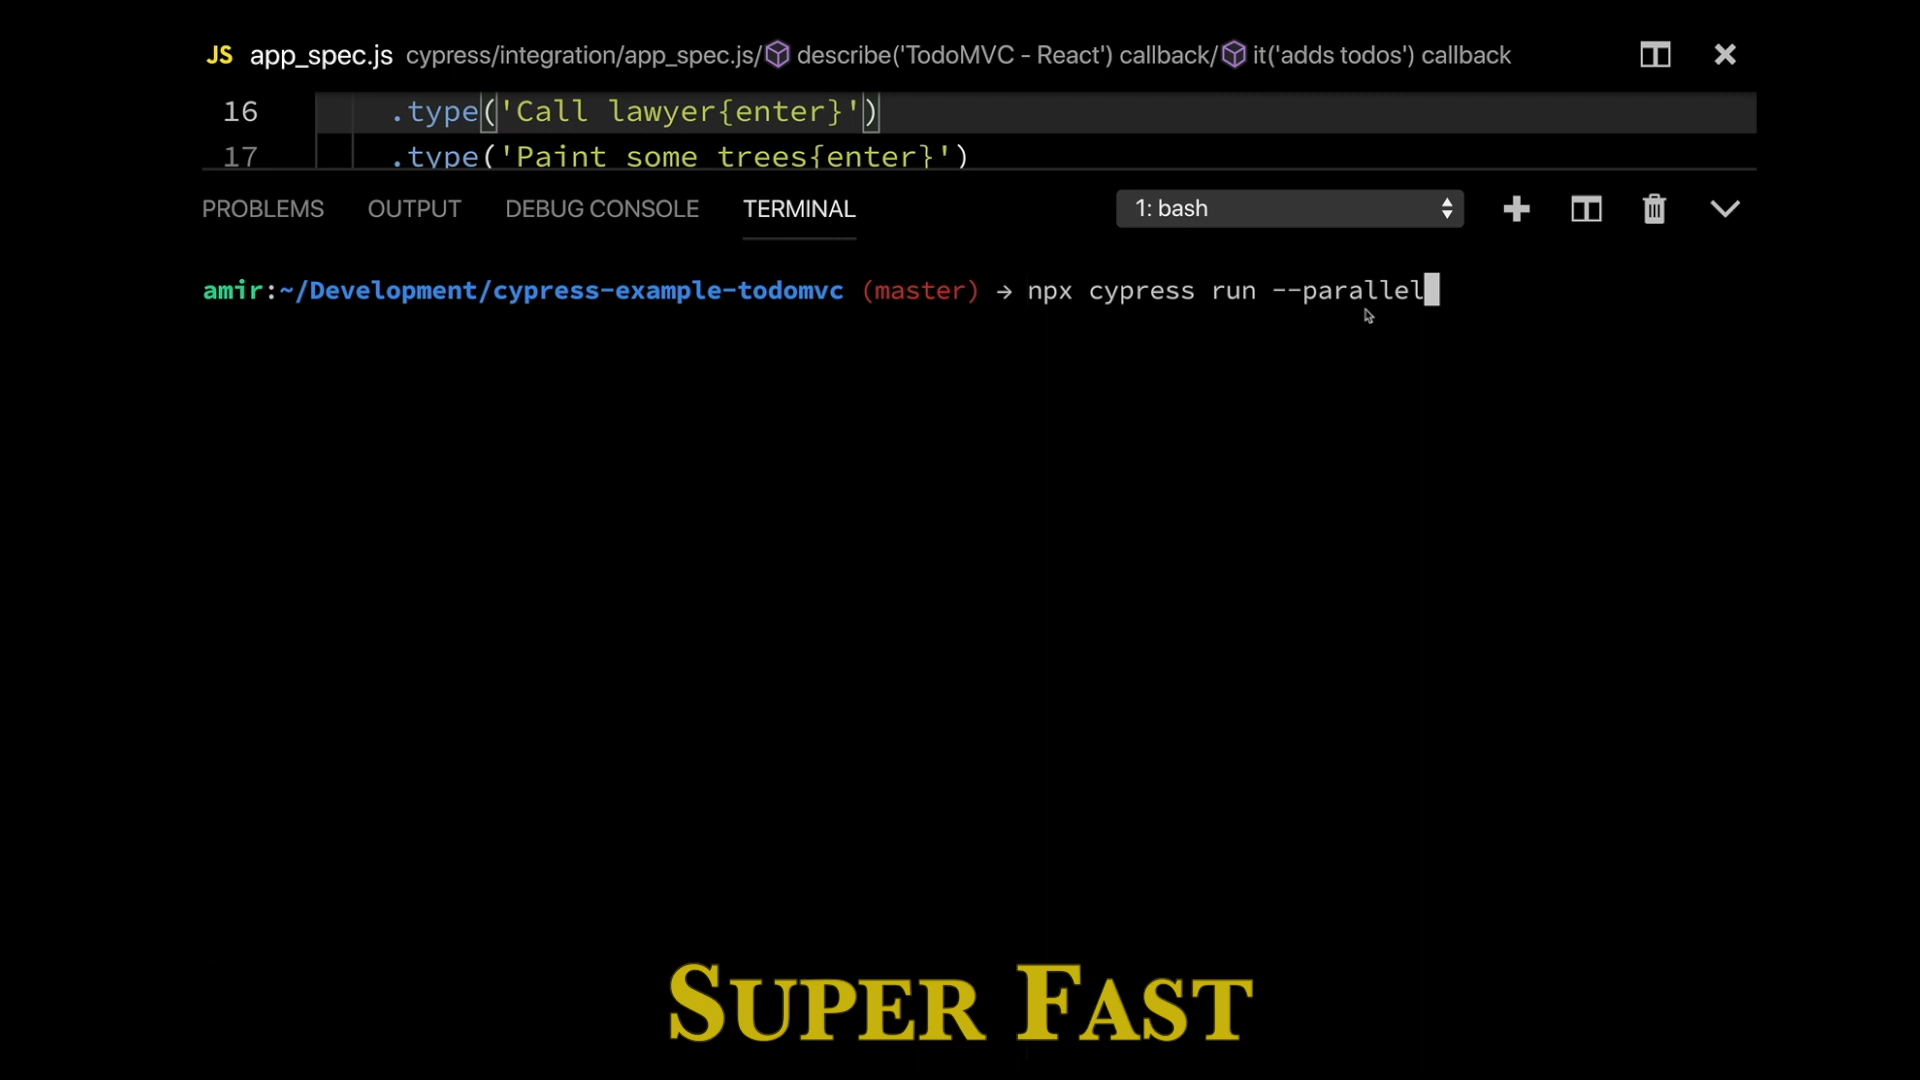 JS app_spec.js cypress/integration/app_spec.js/ describe('TodoMVC - React') callback/ it('adds todos') callback
16 .type('Call lawyer{enter}')
17 .type('Paint some trees{enter}')
PROBLEMS OUTPUT DEBUG CONSOLE TERMINAL 1: bash
amir:~/Development/cypress-example-todomvc (master) → npx cypress run --parallel
SUPER FAST